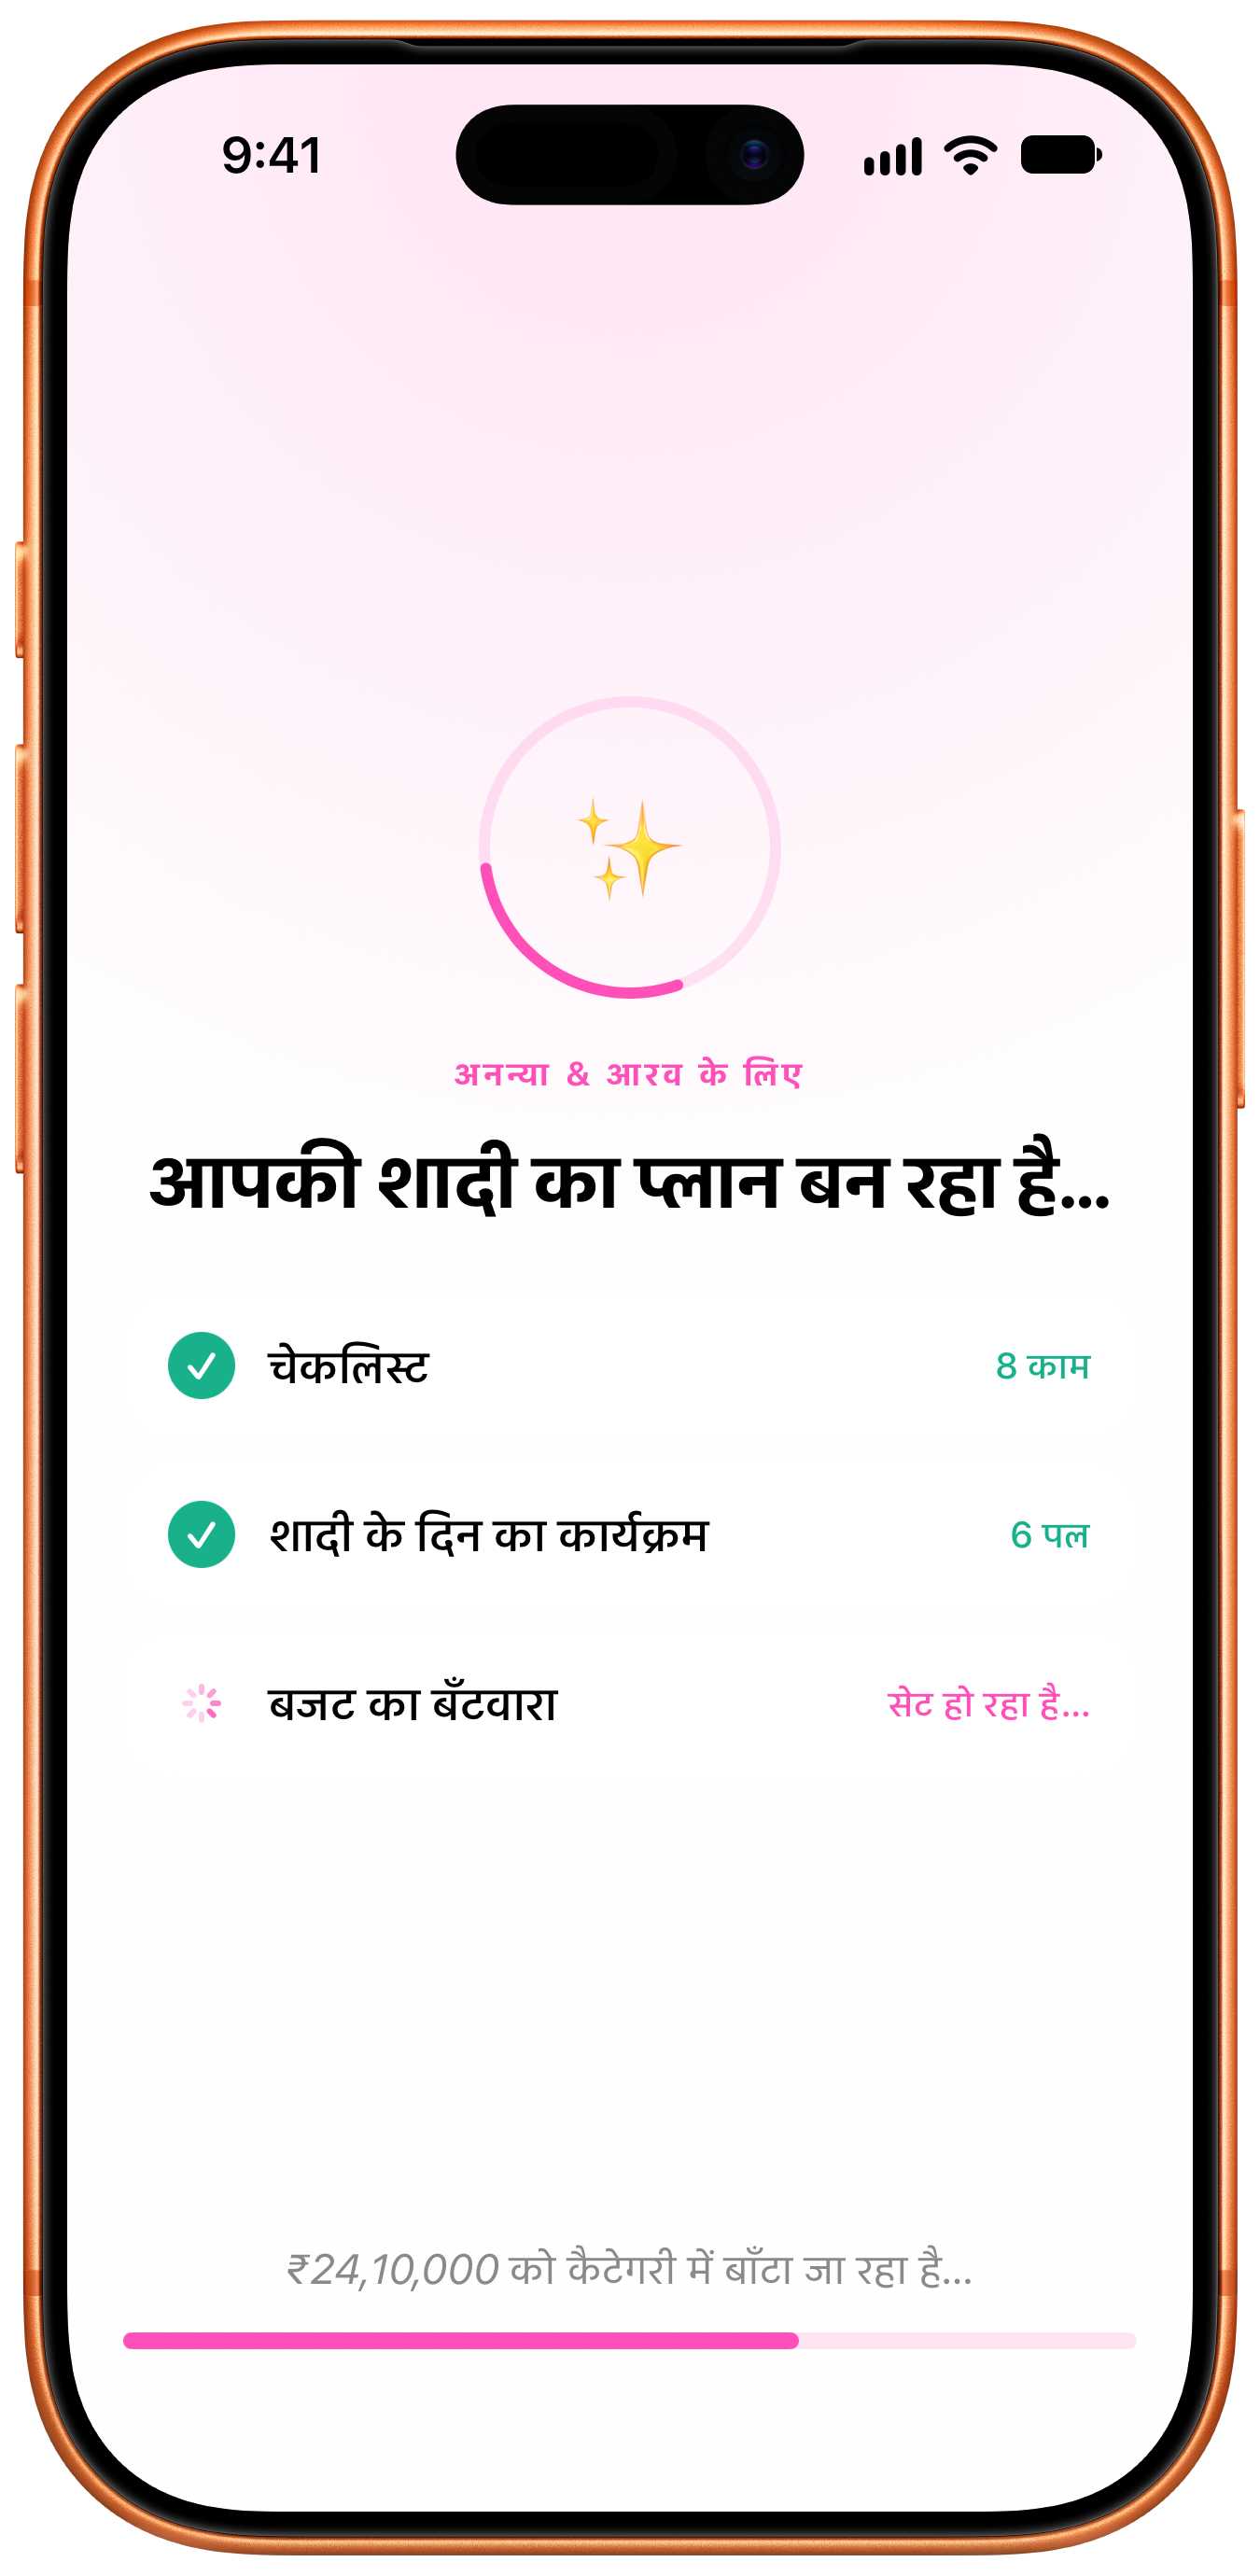 9:41
अनन्या & आरव के लिए
आपकी शादी का प्लान बन रहा है...
चेकलिस्ट
8 काम
शादी के दिन का कार्यक्रम
6 पल
बजट का बँटवारा
सेट हो रहा है...
₹24,10,000 को कैटेगरी में बाँटा जा रहा है...